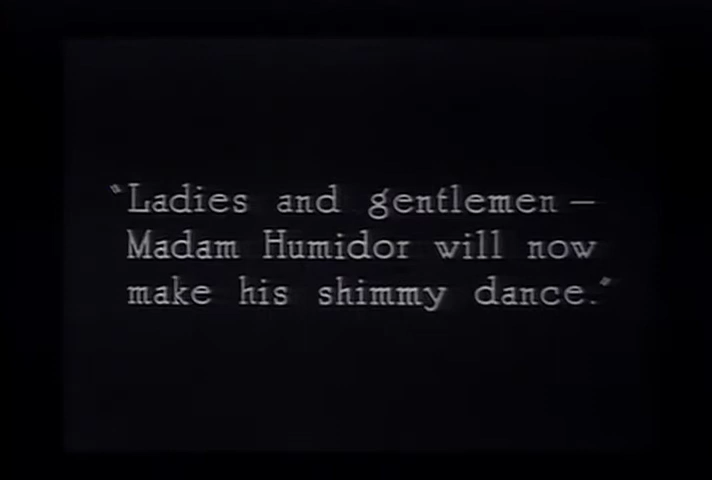 "Ladies and gentlemen —
Madam Humidor will now
make his shimmy dance."